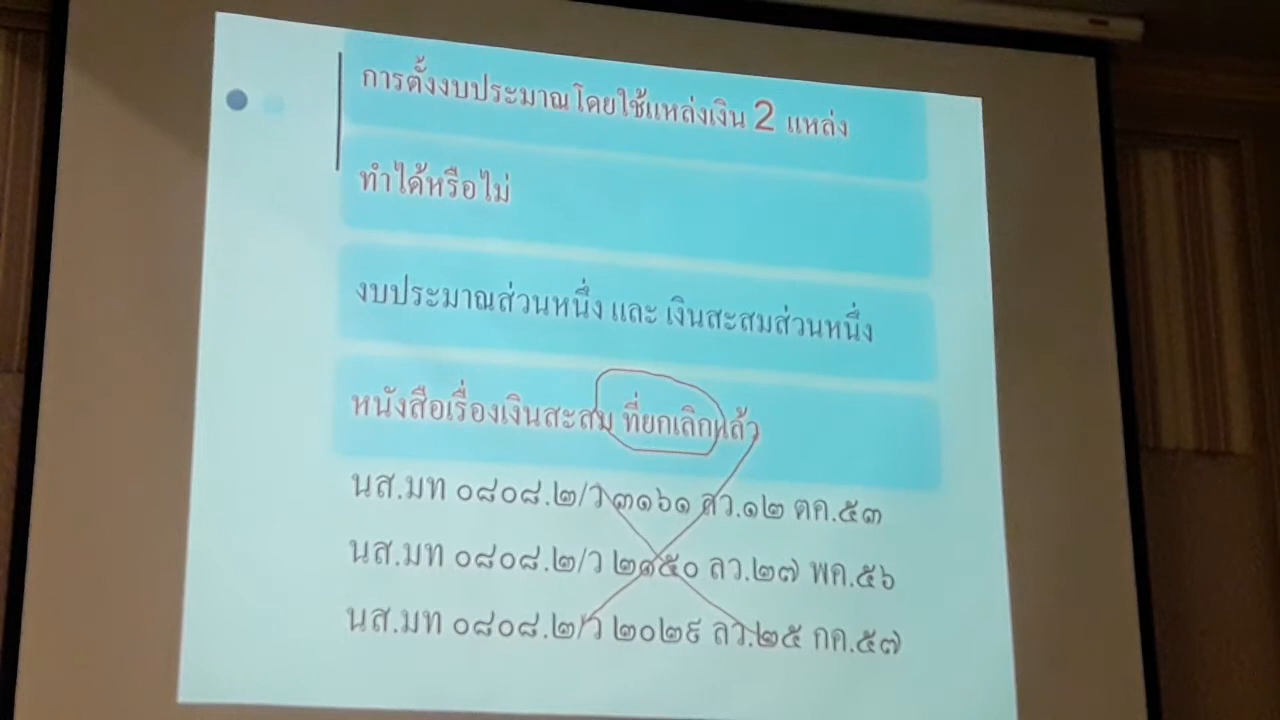 การตั้งงบประมาณโดยใช้แหล่งเงิน 2 แหล่ง
ทำได้หรือไม่
งบประมาณส่วนหนึ่ง และ เงินสะสมส่วนหนึ่ง
หนังสือเรื่องเงินสะสม ที่ยกเลิกแล้ว
นส.มท ๐๘๐๘.๒/ว ๓๑๖๑ ลว.๑๒ ตค.๕๓
นส.มท ๐๘๐๘.๒/ว ๒๑๕๐ ลว.๒๗ พค.๕๖
นส.มท ๐๘๐๘.๒/ว ๒๐๒๙ ลว.๒๕ กค.๕๗